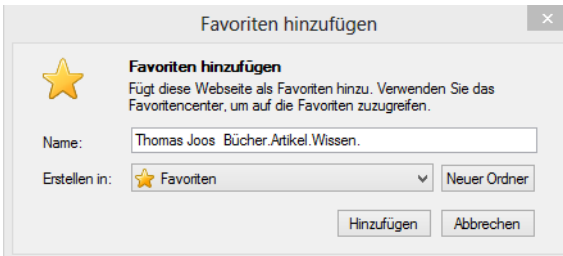 Favoriten hinzufügen
Favoriten hinzufügen
Fügt diese Webseite als Favoriten hinzu. Verwenden Sie das
Favoritencenter, um auf die Favoriten zuzugreifen.
Name: Thomas Joos  Bücher.Artikel.Wissen.
Erstellen in: Favoriten Neuer Ordner
Hinzufügen Abbrechen